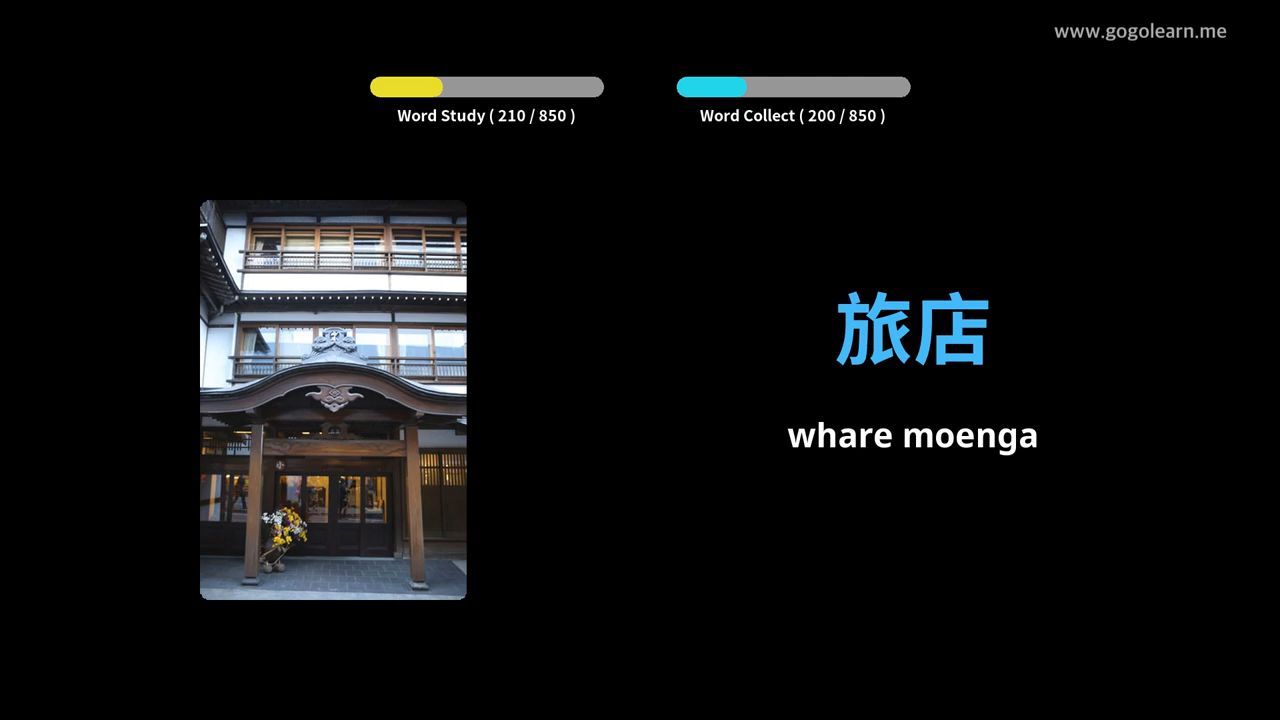 www.gogolearn.me
Word Study ( 210 / 850 )
Word Collect ( 200 / 850 )
旅店
whare moenga